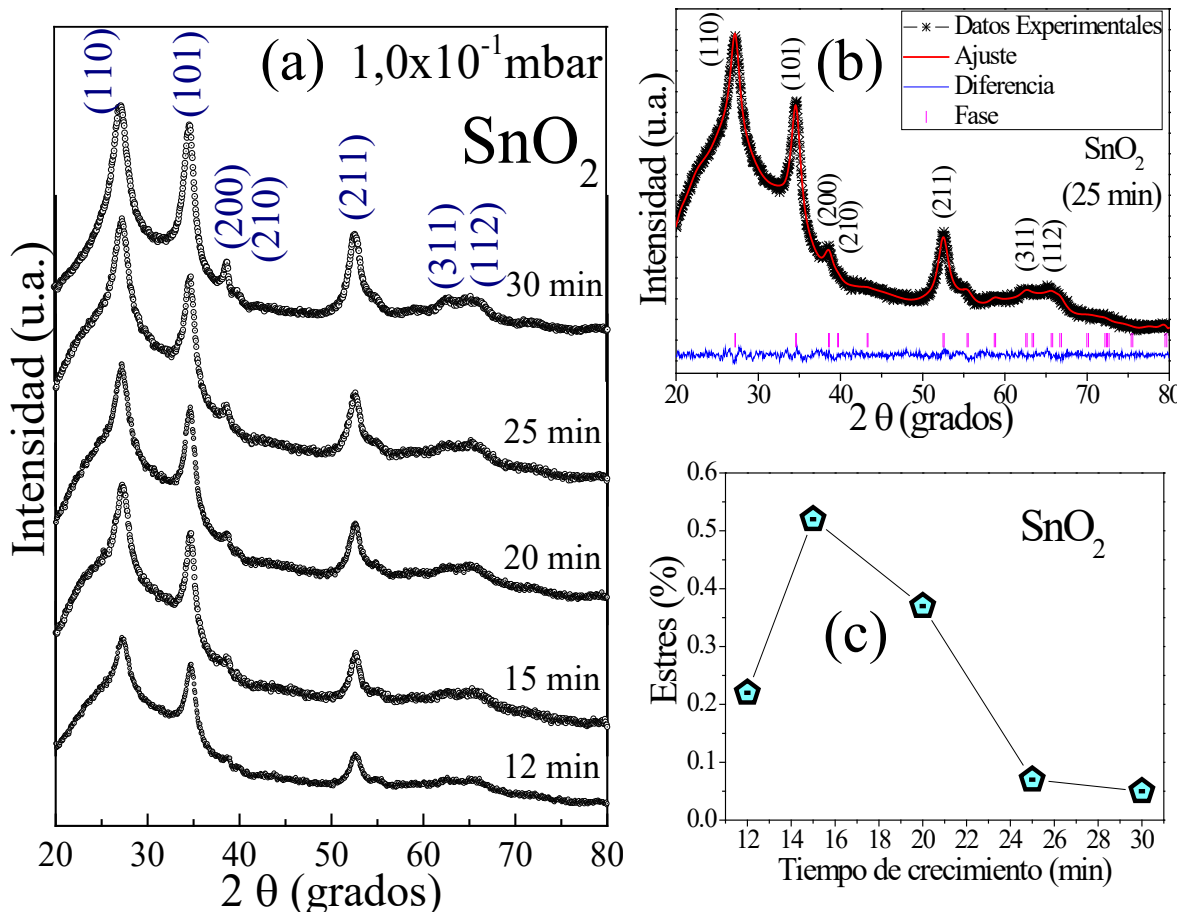 (a) 1,0x10⁻¹mbar
SnO₂
(110)
(101)
(200)
(210)
(211)
(311)
(112)
30 min
25 min
20 min
15 min
12 min
Intensidad (u.a.)
20 30 40 50 60 70 80
2 θ (grados)
(b)
Datos Experimentales
Ajuste
Diferencia
Fase
SnO₂
(25 min)
(110)
(101)
(200)
(210)
(211)
(311)
(112)
Intensidad (u.a.)
20 30 40 50 60 70 80
2 θ (grados)
SnO₂
(c)
Estres (%)
0.6
0.5
0.4
0.3
0.2
0.1
0.0
12 14 16 18 20 22 24 26 28 30
Tiempo de crecimiento (min)